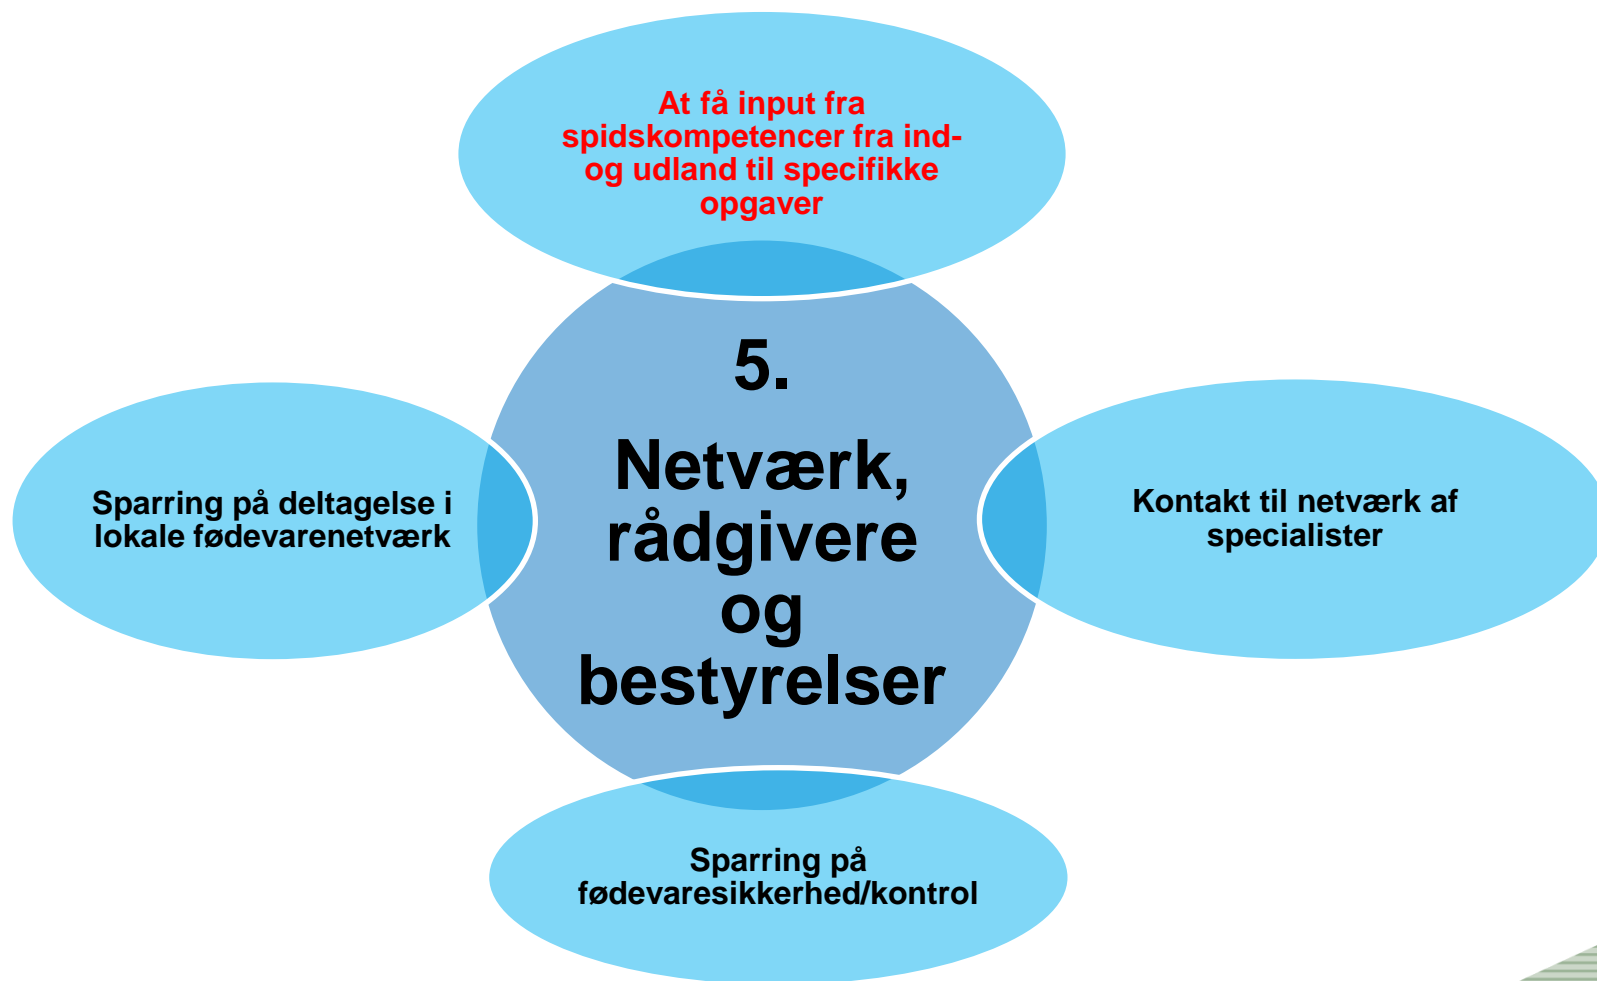 At få input fra
spidskompetencer fra ind-
og udland til specifikke
opgaver
5.
Netværk,
rådgivere
og
bestyrelser
Sparring på deltagelse i
lokale fødevarenetværk
Kontakt til netværk af
specialister
Sparring på
fødevaresikkerhed/kontrol